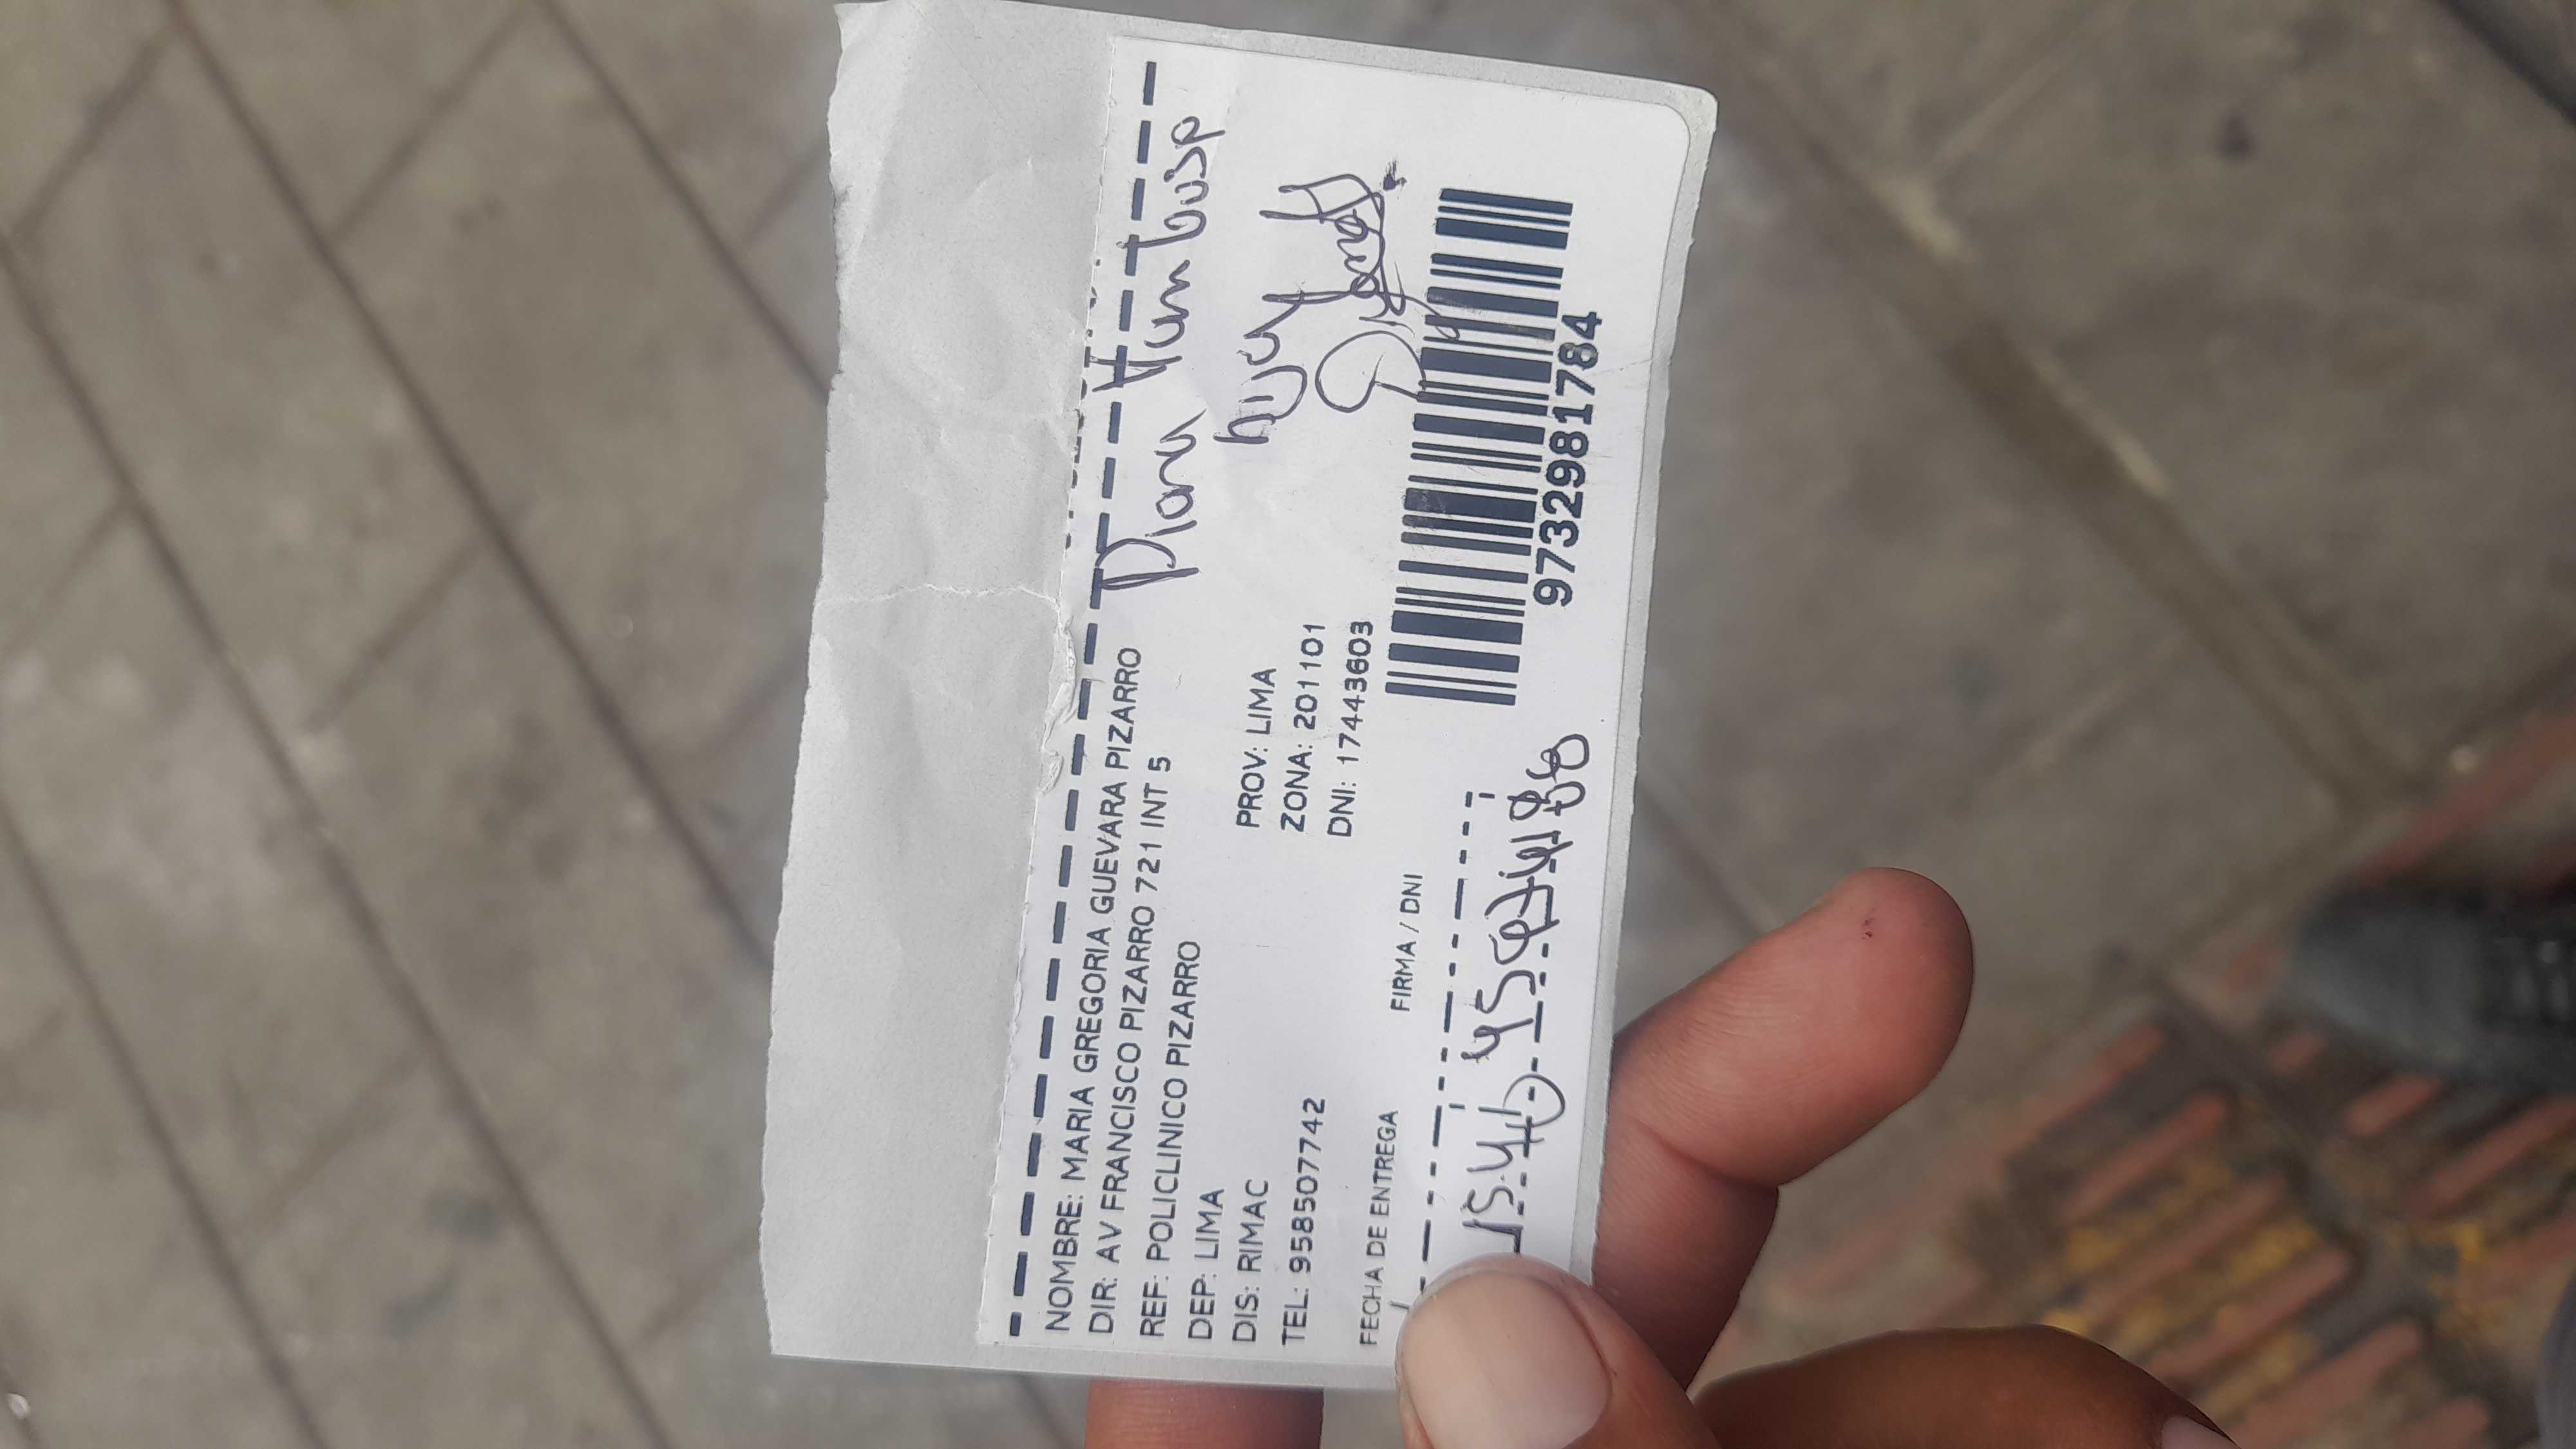 NOMBRE: MARIA GREGORIA GUEVARA PIZARRO
DIR: AV FRANCISCO PIZARRO 721 INT 5
REF: POLICLINICO PIZARRO
DEP: LIMA PROV: LIMA
DIS: RIMAC ZONA: 201101
TEL: 958507742 DNI: 17443603
Diana
FECHA DE ENTREGA FIRMA / DNI
9732981784